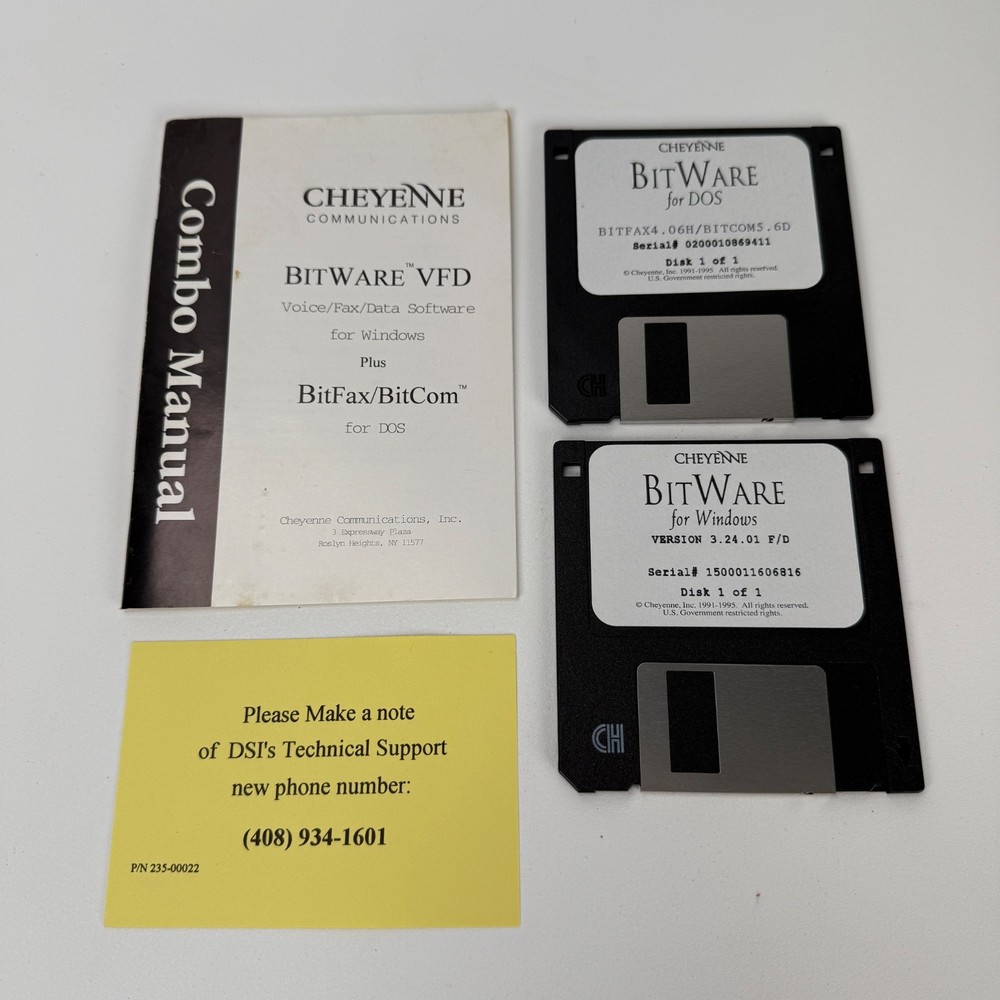 Combo Manual
CHEYENNE
COMMUNICATIONS
BITWARE™ VFD
Voice/Fax/Data Software
for Windows
Plus
BitFax/BitCom™
for DOS
Cheyenne Communications, Inc.
3 Expressway Plaza
Roslyn Heights, NY 11577
CHEYENNE
BITWARE
for DOS
BITFAX4.06H/BITCOM5.6D
Serial# 0200010869411
Disk 1 of 1
© Cheyenne, Inc. 1991-1995. All rights reserved.
U.S. Government restricted rights.
CH
CHEYENNE
BITWARE
for Windows
VERSION 3.24.01 F/D
Serial# 1500011606816
Disk 1 of 1
© Cheyenne, Inc. 1991-1995. All rights reserved.
U.S. Government restricted rights.
CH
Please Make a note
of DSI's Technical Support
new phone number:
(408) 934-1601
P/N 235-00022